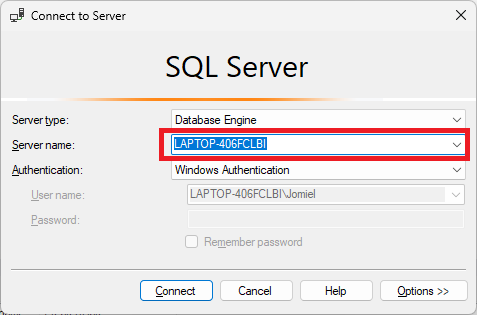 Connect to Server
SQL Server
Server type: Database Engine
Server name: LAPTOP-406FCLBI
Authentication: Windows Authentication
User name: LAPTOP-406FCLBI\Jomiel
Password:
Remember password
Connect Cancel Help Options >>